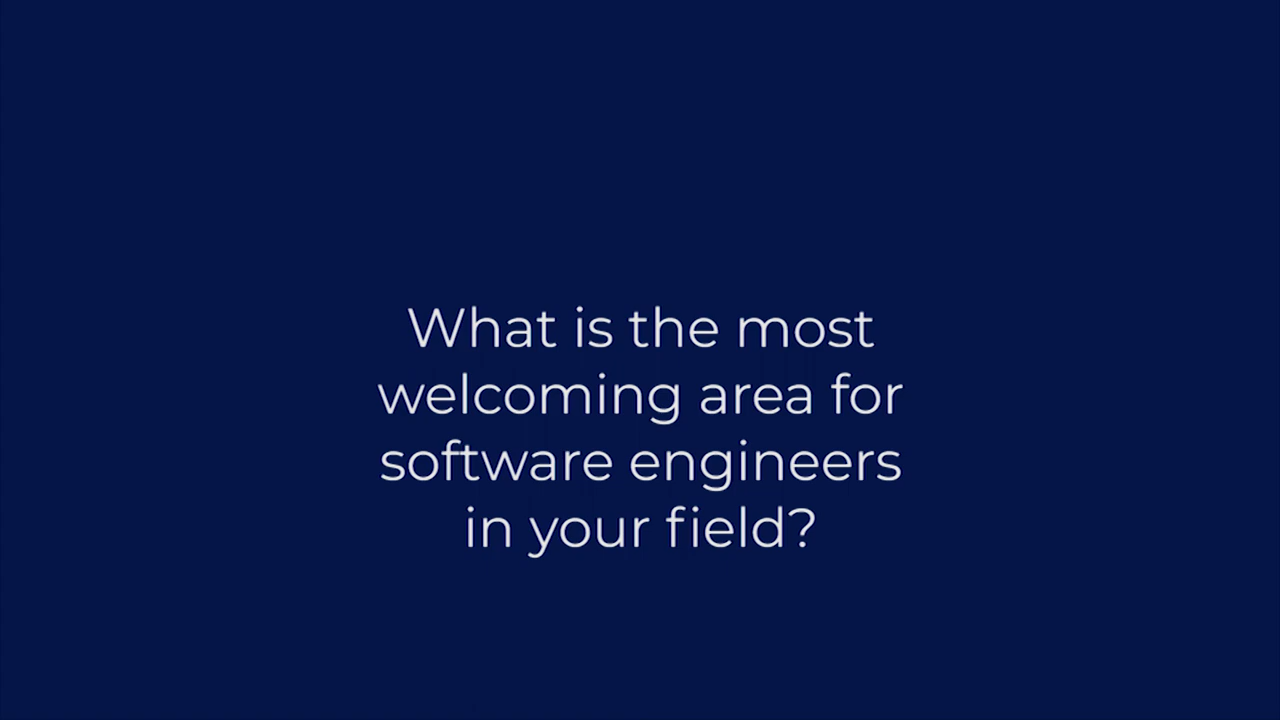 What is the most
welcoming area for
software engineers
in your field?